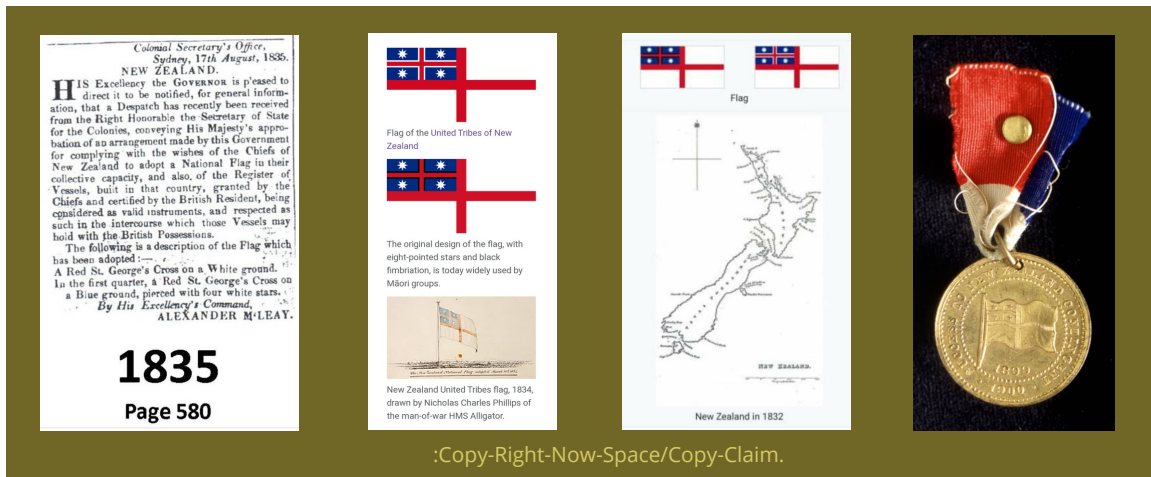 Colonial Secretary's Office,
Sydney, 17th August, 1835.
NEW ZEALAND.
HIS Excellency the GOVERNOR is pleased to
direct it to be notified, for general inform-
ation, that a Despatch has recently been received
from the Right Honorable the Secretary of State
for the Colonies, conveying His Majesty's appro-
bation of an arrangement made by this Government
for complying with the wishes of the Chiefs of
New Zealand to adopt a National Flag in their
collective capacity, and also, of the Register of
Vessels, built in that country, granted by the
Chiefs and certified by the British Resident, being
considered as valid instruments, and respected as
such in the intercourse which those Vessels may
hold with the British Possessions.
The following is a description of the Flag which
has been adopted :—
A Red St. George's Cross on a White ground.
In the first quarter, a Red St. George's Cross on
a Blue ground, pierced with four white stars.
By His Excellency's Command,
ALEXANDER M'LEAY.
1835
Page 580
Flag of the United Tribes of New
Zealand
The original design of the flag, with
eight-pointed stars and black
fimbriation, is today widely used by
Māori groups.
New Zealand United Tribes flag, 1834,
drawn by Nicholas Charles Phillips of
the man-of-war HMS Alligator.
Flag
NEW ZEALAND.
New Zealand in 1832
ZEALAND
1899
1900
:Copy-Right-Now-Space/Copy-Claim.